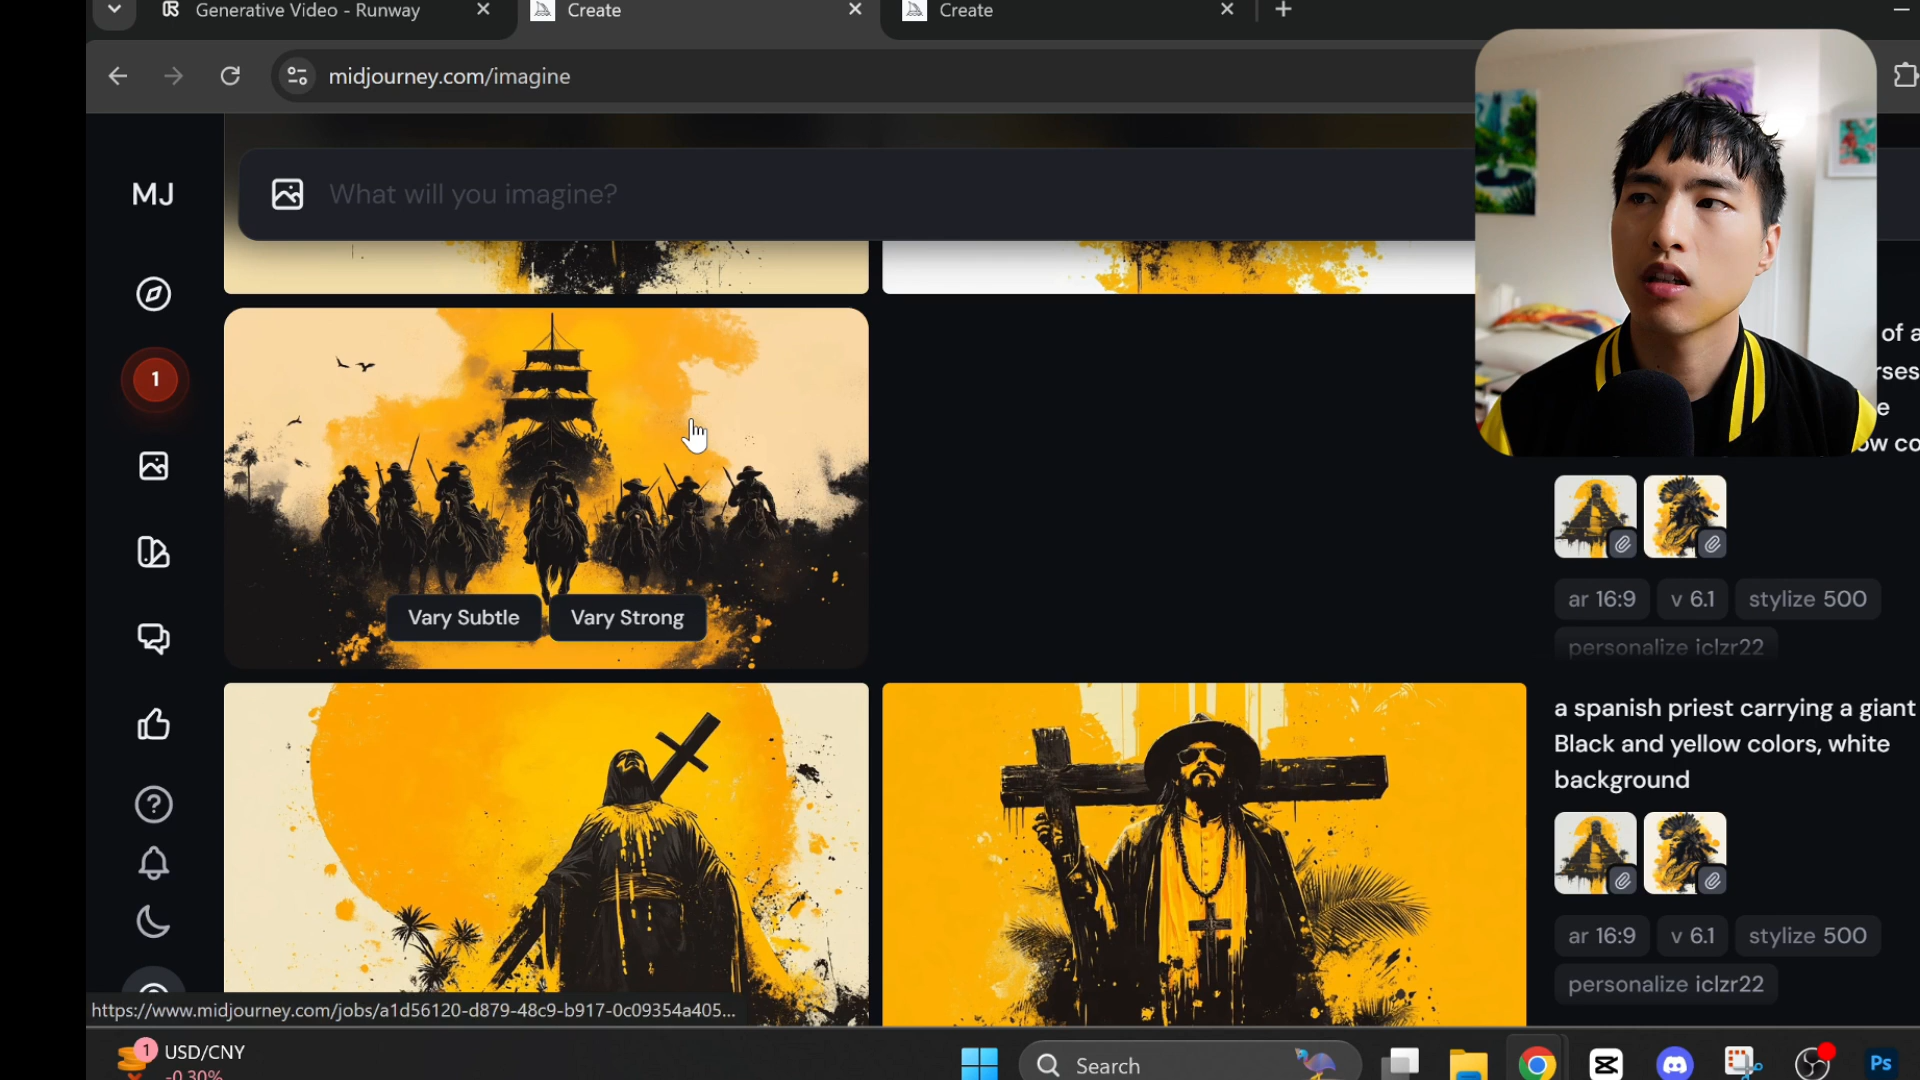 Generative Video - Runway
Create
Create
midjourney.com/imagine
MJ
What will you imagine?
1
of a
rses
e
ow co
Vary Subtle
Vary Strong
ar 16:9
v 6.1
stylize 500
personalize iclzr22
a spanish priest carrying a giant
Black and yellow colors, white
background
ar 16:9
v 6.1
stylize 500
personalize iclzr22
https://www.midjourney.com/jobs/a1d56120-d879-48c9-b917-0c09354a405...
1
USD/CNY
-0.30%
Search
Ps